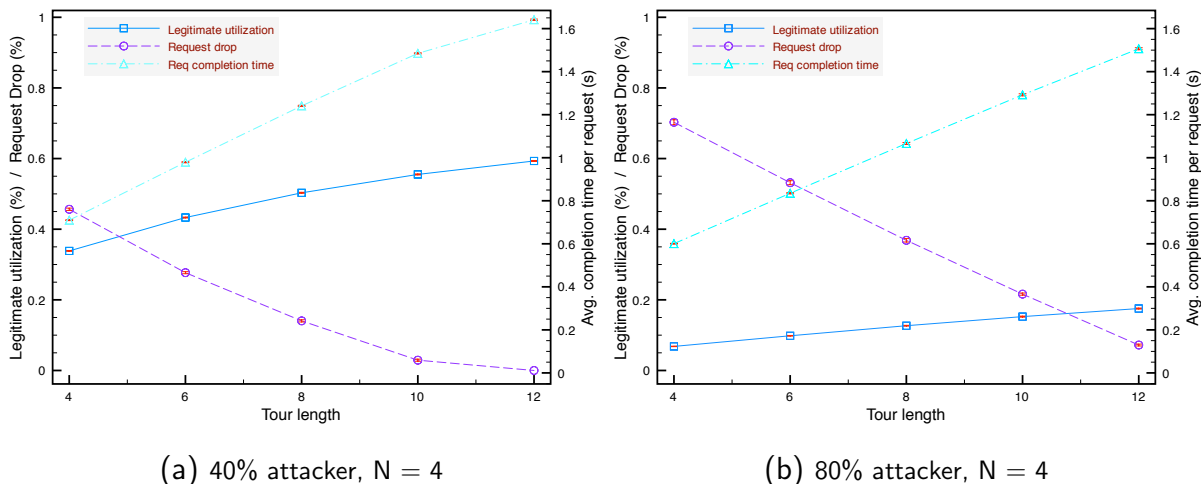 Legitimate utilization
Request drop
Req completion time
Legitimate utilization (%) / Request Drop (%)
1
0.8
0.6
0.4
0.2
0
1.6
1.4
1.2
1
0.8
0.6
0.4
0.2
0
Avg. completion time per request (s)
4 6 8 10 12
Tour length
(a) 40% attacker, N = 4
Legitimate utilization
Request drop
Req completion time
Legitimate utilization (%) / Request Drop (%)
1
0.8
0.6
0.4
0.2
0
1.6
1.4
1.2
1
0.8
0.6
0.4
0.2
0
Avg. completion time per request (s)
4 6 8 10 12
Tour length
(b) 80% attacker, N = 4